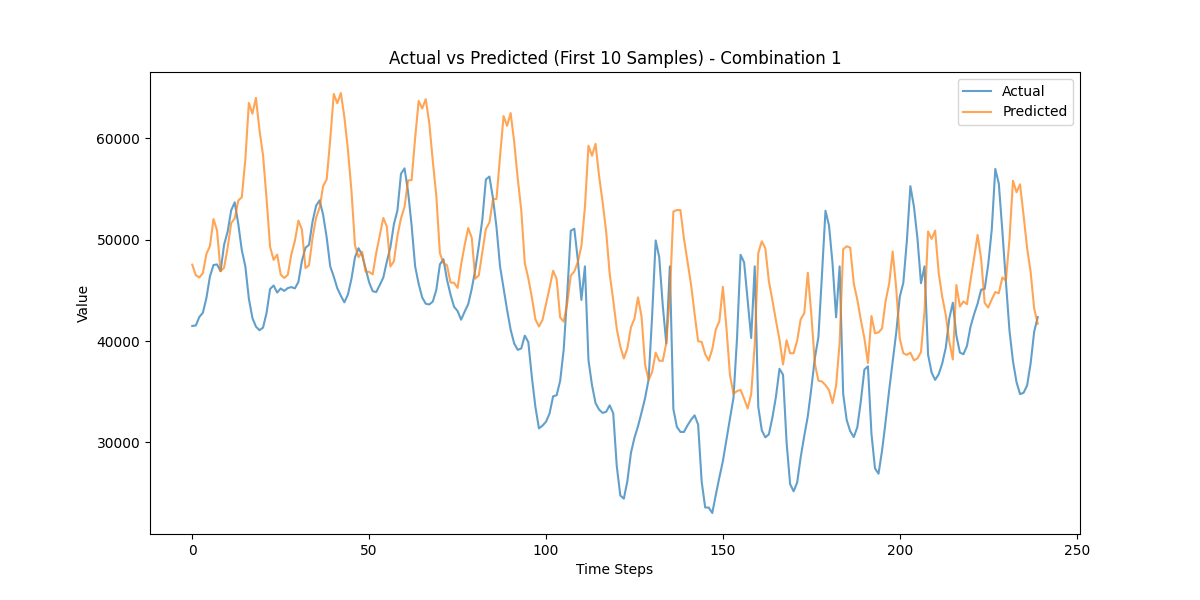 Actual vs Predicted (First 10 Samples) - Combination 1
Actual
Predicted
Value
60000
50000
40000
30000
0 50 100 150 200 250
Time Steps